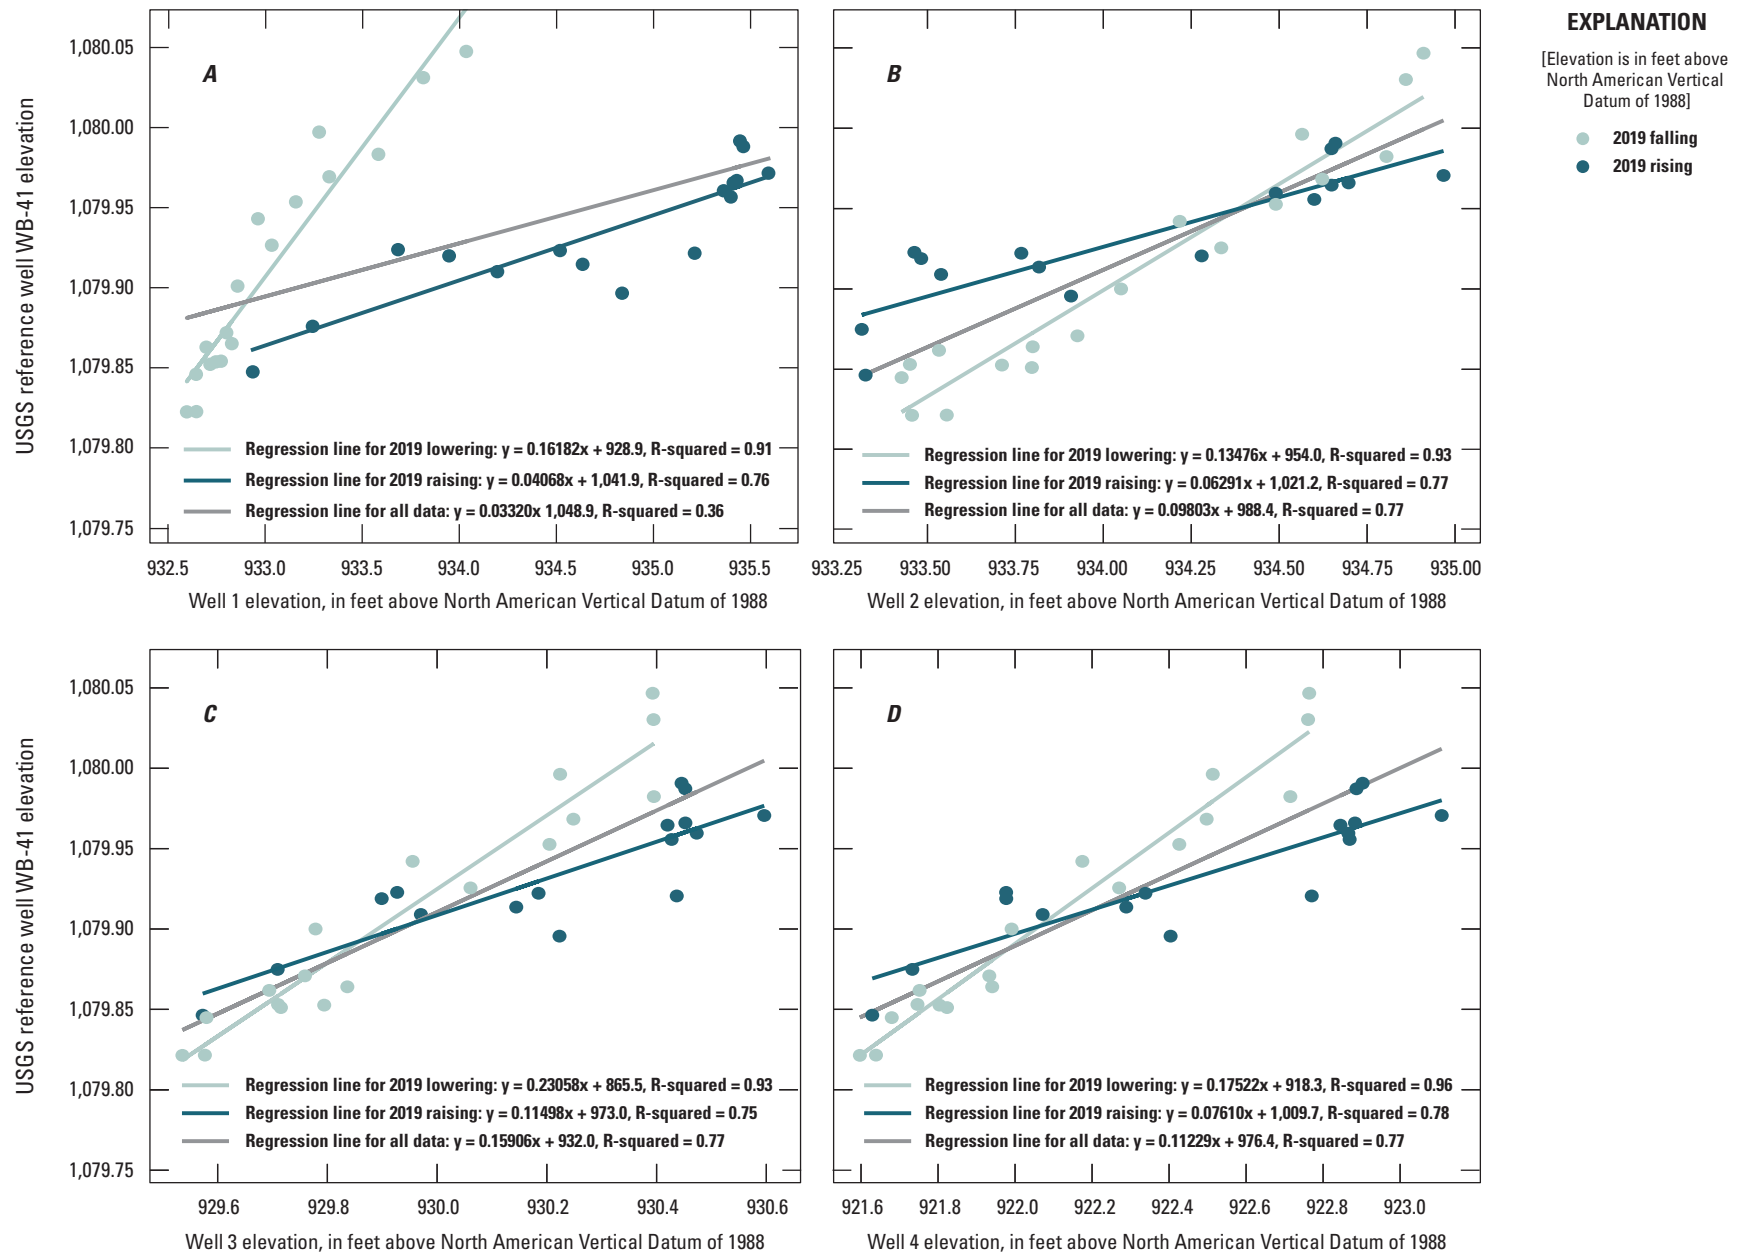 EXPLANATION
[Elevation is in feet above
North American Vertical
Datum of 1988]
2019 falling
2019 rising
USGS reference well WB-41 elevation
1,080.05
1,080.00
1,079.95
1,079.90
1,079.85
1,079.80
1,079.75
A
Regression line for 2019 lowering: y = 0.16182x + 928.9, R-squared = 0.91
Regression line for 2019 raising: y = 0.04068x + 1,041.9, R-squared = 0.76
Regression line for all data: y = 0.03320x 1,048.9, R-squared = 0.36
932.5 933.0 933.5 934.0 934.5 935.0 935.5
Well 1 elevation, in feet above North American Vertical Datum of 1988
B
Regression line for 2019 lowering: y = 0.13476x + 954.0, R-squared = 0.93
Regression line for 2019 raising: y = 0.06291x + 1,021.2, R-squared = 0.77
Regression line for all data: y = 0.09803x + 988.4, R-squared = 0.77
933.25 933.50 933.75 934.00 934.25 934.50 934.75 935.00
Well 2 elevation, in feet above North American Vertical Datum of 1988
USGS reference well WB-41 elevation
1,080.05
1,080.00
1,079.95
1,079.90
1,079.85
1,079.80
1,079.75
C
Regression line for 2019 lowering: y = 0.23058x + 865.5, R-squared = 0.93
Regression line for 2019 raising: y = 0.11498x + 973.0, R-squared = 0.75
Regression line for all data: y = 0.15906x + 932.0, R-squared = 0.77
929.6 929.8 930.0 930.2 930.4 930.6
Well 3 elevation, in feet above North American Vertical Datum of 1988
D
Regression line for 2019 lowering: y = 0.17522x + 918.3, R-squared = 0.96
Regression line for 2019 raising: y = 0.07610x + 1,009.7, R-squared = 0.78
Regression line for all data: y = 0.11229x + 976.4, R-squared = 0.77
921.6 921.8 922.0 922.2 922.4 922.6 922.8 923.0
Well 4 elevation, in feet above North American Vertical Datum of 1988